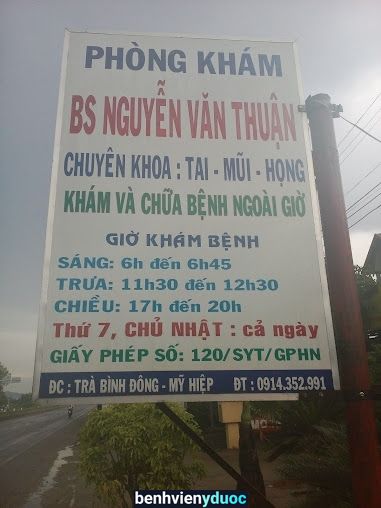 PHÒNG KHÁM
BS NGUYỄN VĂN THUẬN
CHUYÊN KHOA : TAI - MŨI - HỌNG
KHÁM VÀ CHỮA BỆNH NGOÀI GIỜ
GIỜ KHÁM BỆNH
SÁNG: 6h đến 6h45
TRƯA: 11h30 đến 12h30
CHIỀU: 17h đến 20h
Thứ 7, CHỦ NHẬT : cả ngày
GIẤY PHÉP SỐ: 120/SYT/GPHN
ĐC : TRÀ BÌNH ĐÔNG - MỸ HIỆP ĐT : 0914.352.991
benhvienyduoc